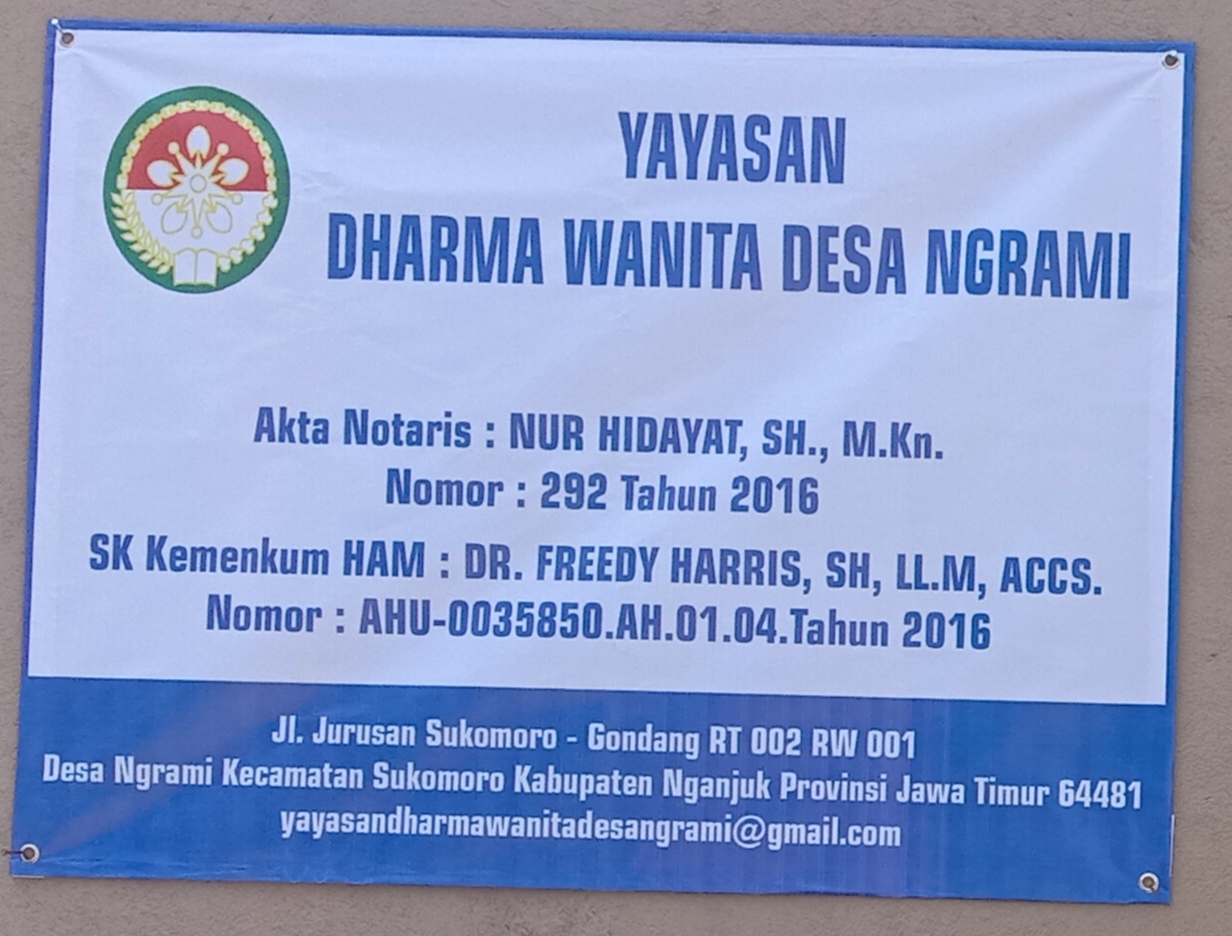 YAYASAN
DHARMA WANITA DESA NGRAMI
Akta Notaris : NUR HIDAYAT, SH., M.Kn.
Nomor : 292 Tahun 2016
SK Kemenkum HAM : DR. FREEDY HARRIS, SH, LL.M, ACCS.
Nomor : AHU-0035850.AH.01.04.Tahun 2016
Jl. Jurusan Sukomoro - Gondang RT 002 RW 001
Desa Ngrami Kecamatan Sukomoro Kabupaten Nganjuk Provinsi Jawa Timur 64481
yayasandharmawanitadesangrami@gmail.com